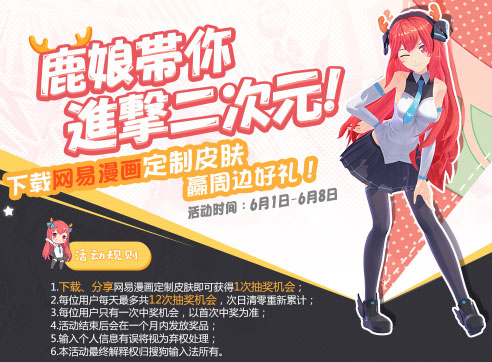 鹿娘带你
進撃二次元!
下载网易漫画定制皮肤
赢周边好礼!
活动时间:6月1日-6月8日
活动规则
1.下载、分享网易漫画定制皮肤即可获得1次抽奖机会;
2.每位用户每天最多共12次抽奖机会,次日清零重新累计;
3.每位用户只有一次中奖机会,以首次中奖为准;
4.活动结束后会在一个月内发放奖品;
5.输入个人信息有误将视为弃权处理;
6.本活动最终解释权归搜狗输入法所有。